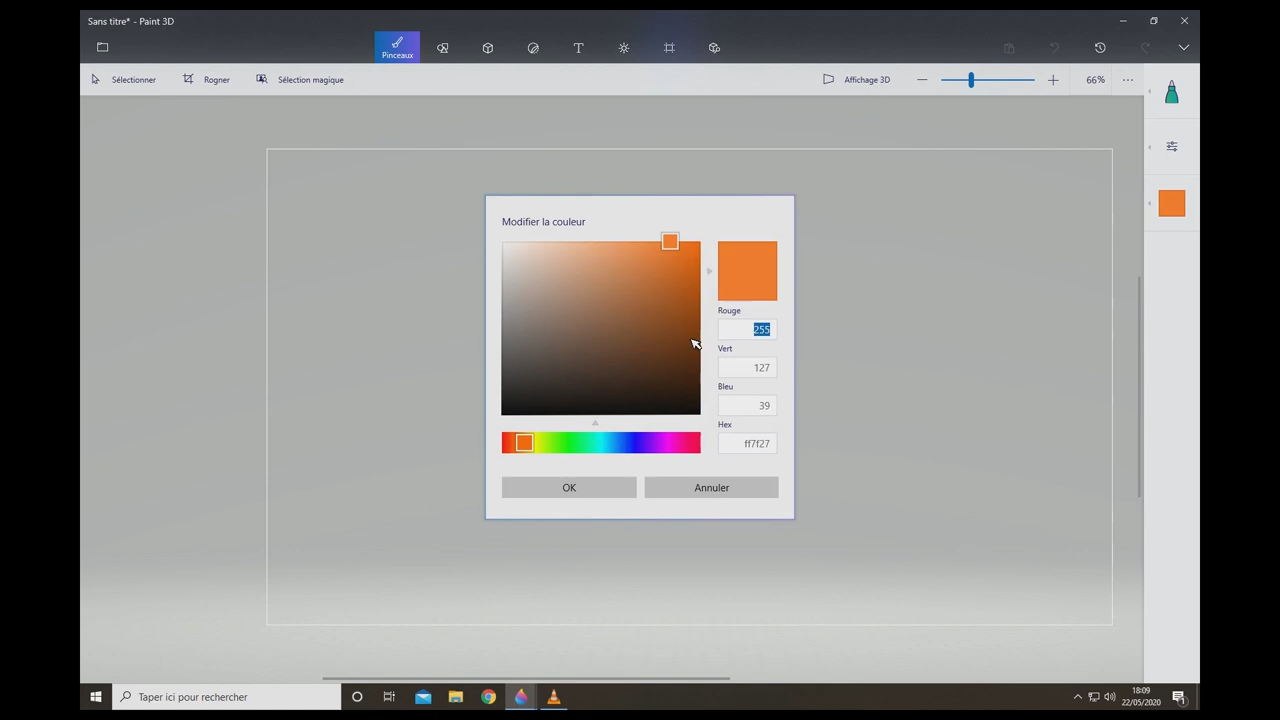 Sans titre* - Paint 3D
Pinceaux
Sélectionner Rogner Sélection magique Affichage 3D 66%
Modifier la couleur
Rouge
255
Vert
127
Bleu
39
Hex
ff7f27
OK Annuler
Taper ici pour rechercher
18:09
22/05/2020
1